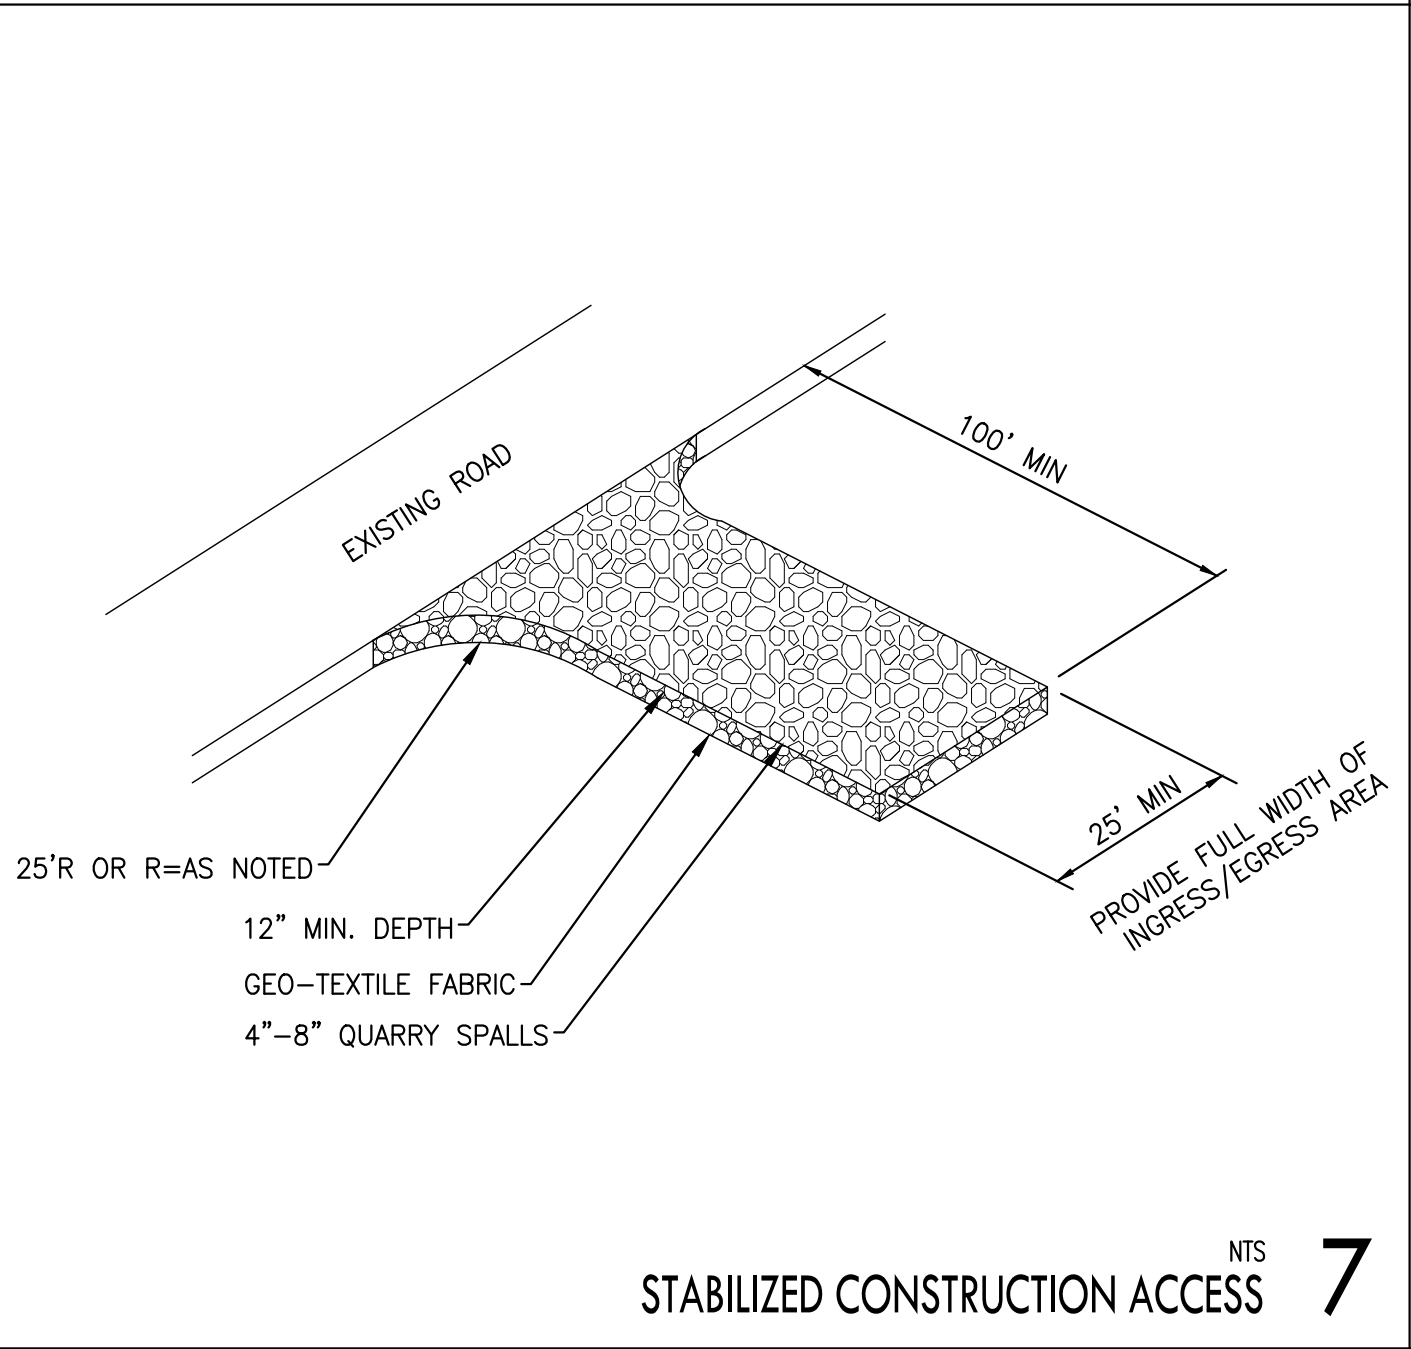 100' MIN
EXISTING ROAD
25' MIN
PROVIDE FULL WIDTH OF
INGRESS/EGRESS AREA
25'R OR R=AS NOTED
12" MIN. DEPTH
GEO-TEXTILE FABRIC
4"-8" QUARRY SPALLS
NTS
STABILIZED CONSTRUCTION ACCESS
7